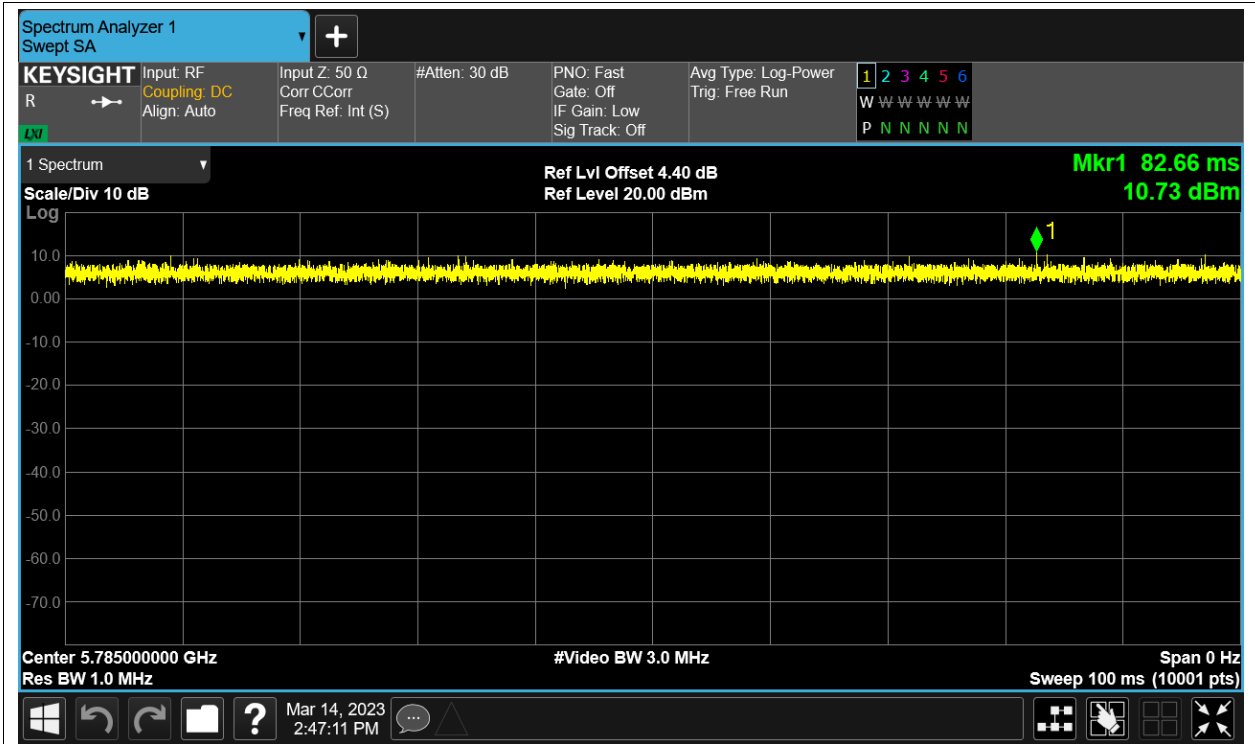 Spectrum Analyzer 1
Swept SA
KEYSIGHT
R
LXI
Input: RF
Coupling: DC
Align: Auto
Input Z: 50 Ω
Corr CCorr
Freq Ref: Int (S)
#Atten: 30 dB
PNO: Fast
Gate: Off
IF Gain: Low
Sig Track: Off
Avg Type: Log-Power
Trig: Free Run
1 2 3 4 5 6
W W W W W W
P N N N N N
1 Spectrum
Scale/Div 10 dB
Ref Lvl Offset 4.40 dB
Ref Level 20.00 dBm
Mkr1 82.66 ms
10.73 dBm
Log
1
10.0
0.00
-10.0
-20.0
-30.0
-40.0
-50.0
-60.0
-70.0
Center 5.785000000 GHz
#Video BW 3.0 MHz
Span 0 Hz
Res BW 1.0 MHz
Sweep 100 ms (10001 pts)
?
Mar 14, 2023
2:47:11 PM